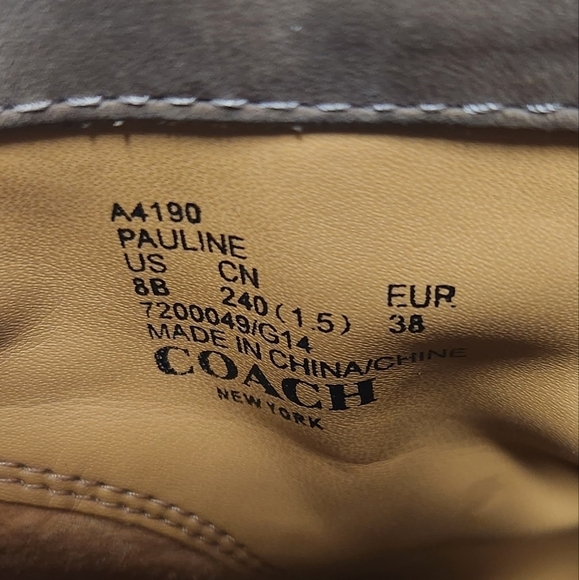 A4190
PAULINE
US CN EUR
8B 240(1.5) 38
7200049/G14
MADE IN CHINA/CHINE
COACH
NEW YORK